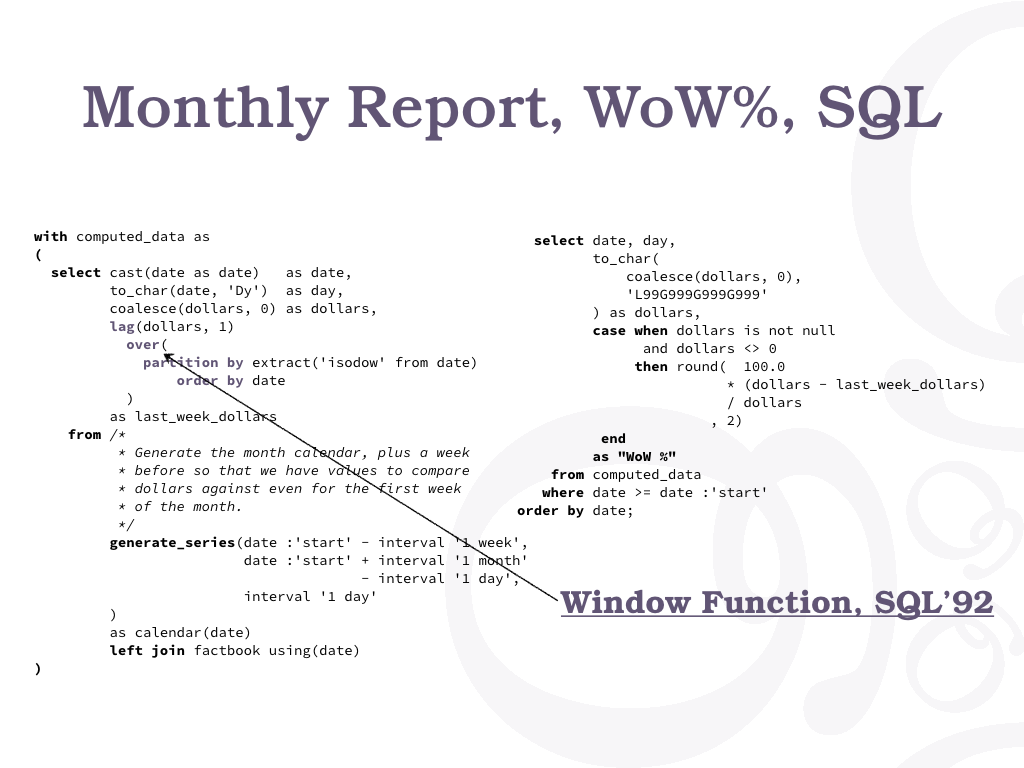 Monthly Report, WoW%, SQL
with computed_data as
(
  select cast(date as date)   as date,
         to_char(date, 'Dy')  as day,
         coalesce(dollars, 0) as dollars,
         lag(dollars, 1)
           over(
             partition by extract('isodow' from date)
                 order by date
           )
         as last_week_dollars
    from /*
          * Generate the month calendar, plus a week
          * before so that we have values to compare
          * dollars against even for the first week
          * of the month.
          */
         generate_series(date :'start' - interval '1 week',
                         date :'start' + interval '1 month'
                                       - interval '1 day',
                         interval '1 day'
         )
         as calendar(date)
         left join factbook using(date)
)
  select date, day,
         to_char(
             coalesce(dollars, 0),
             'L99G999G999G999'
         ) as dollars,
         case when dollars is not null
               and dollars <> 0
              then round(  100.0
                         * (dollars - last_week_dollars)
                         / dollars
                       , 2)
          end
         as "WoW %"
    from computed_data
   where date >= date :'start'
order by date;
Window Function, SQL’92